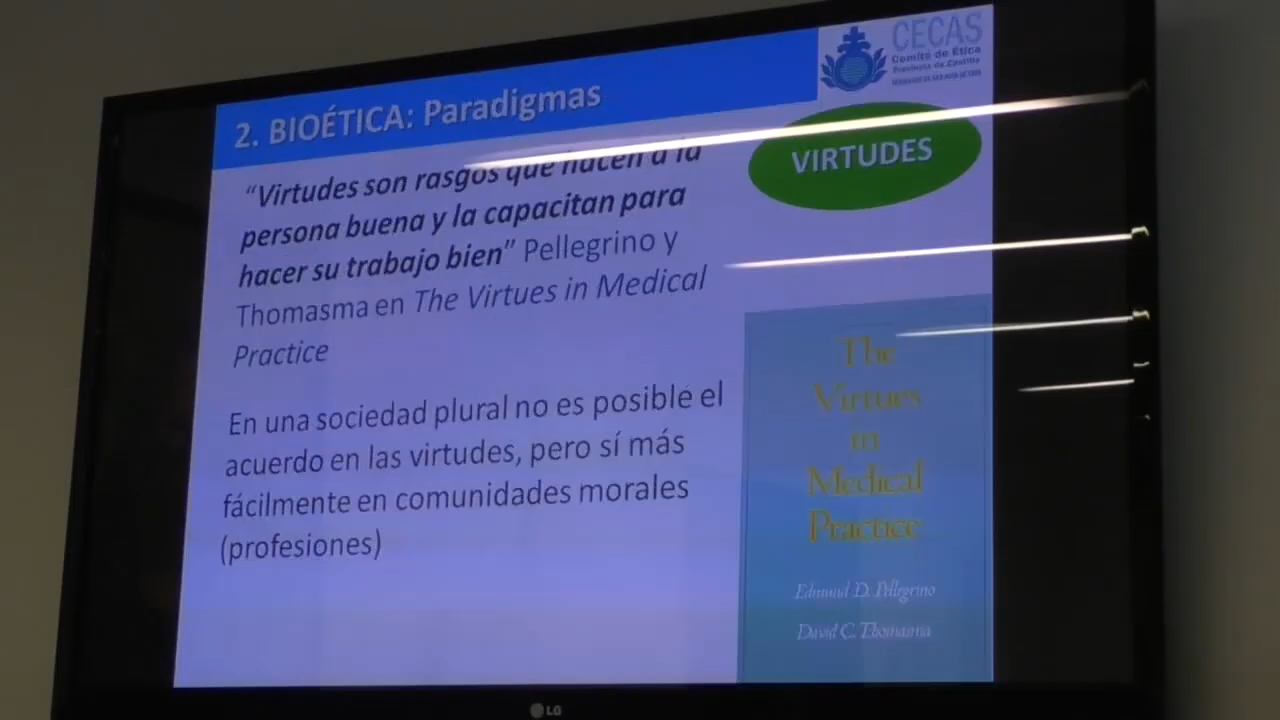 2. BIOÉTICA: Paradigmas
CECAS
Comité de Ética
Provincia de Castilla
VIRTUDES
“Virtudes son rasgos que hacen a la
persona buena y la capacitan para
hacer su trabajo bien” Pellegrino y
Thomasma en The Virtues in Medical
Practice
En una sociedad plural no es posible el
acuerdo en las virtudes, pero sí más
fácilmente en comunidades morales
(profesiones)
The
Virtues
in
Medical
Practice
Edmund D. Pellegrino
David C. Thomasma
LG